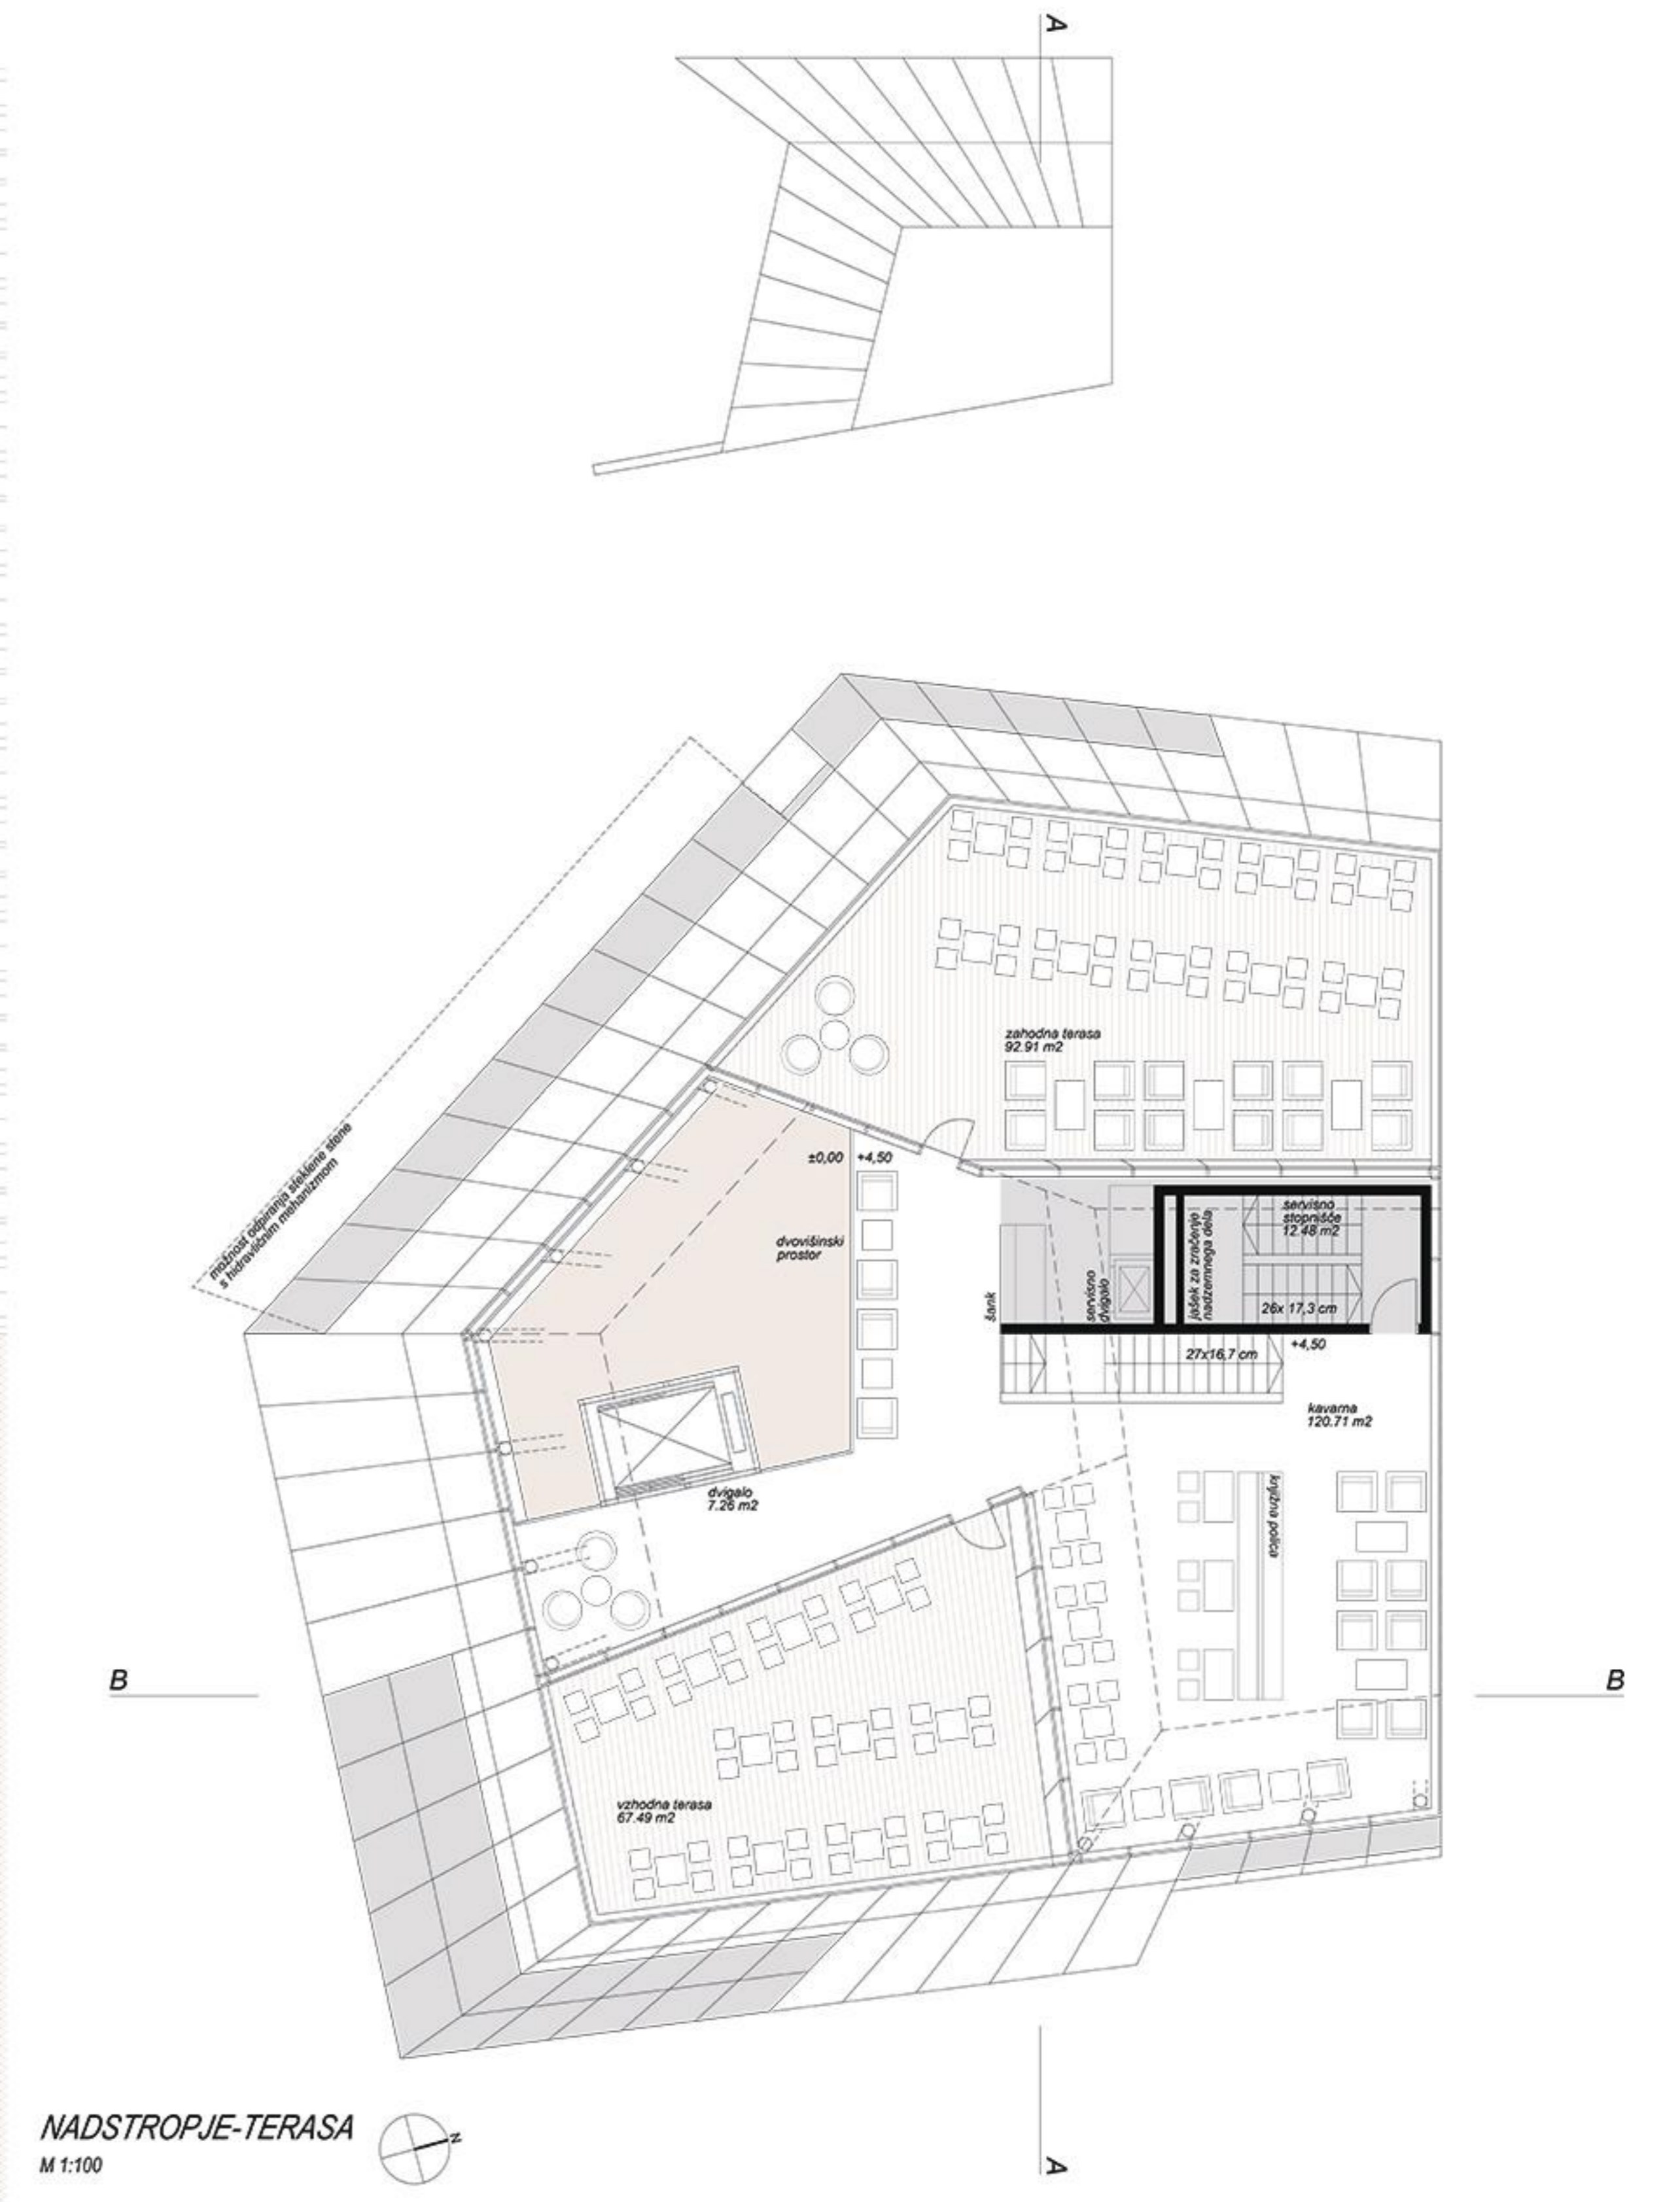 A
možnost odpiranja steklene stene
s hidravličnim mehanizmom
zahodna terasa
92.91 m2
±0,00 +4,50
dvovišinski
prostor
šank
servisno
dvigalo
jašek za zračenje
nadzemnega dela
servisno
stopnišče
12.48 m2
26x 17,3 cm
27x16,7 cm
+4,50
kavarna
120.71 m2
knjižna polica
dvigalo
7.26 m2
B
B
vzhodna terasa
67.49 m2
NADSTROPJE-TERASA
M 1:100
N
A